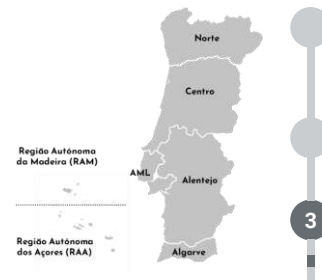 Norte
Centro
Região Autónoma
da Madeira (RAM)
AML
Alentejo
3
Região Autónoma
dos Açores (RAA)
Algarve